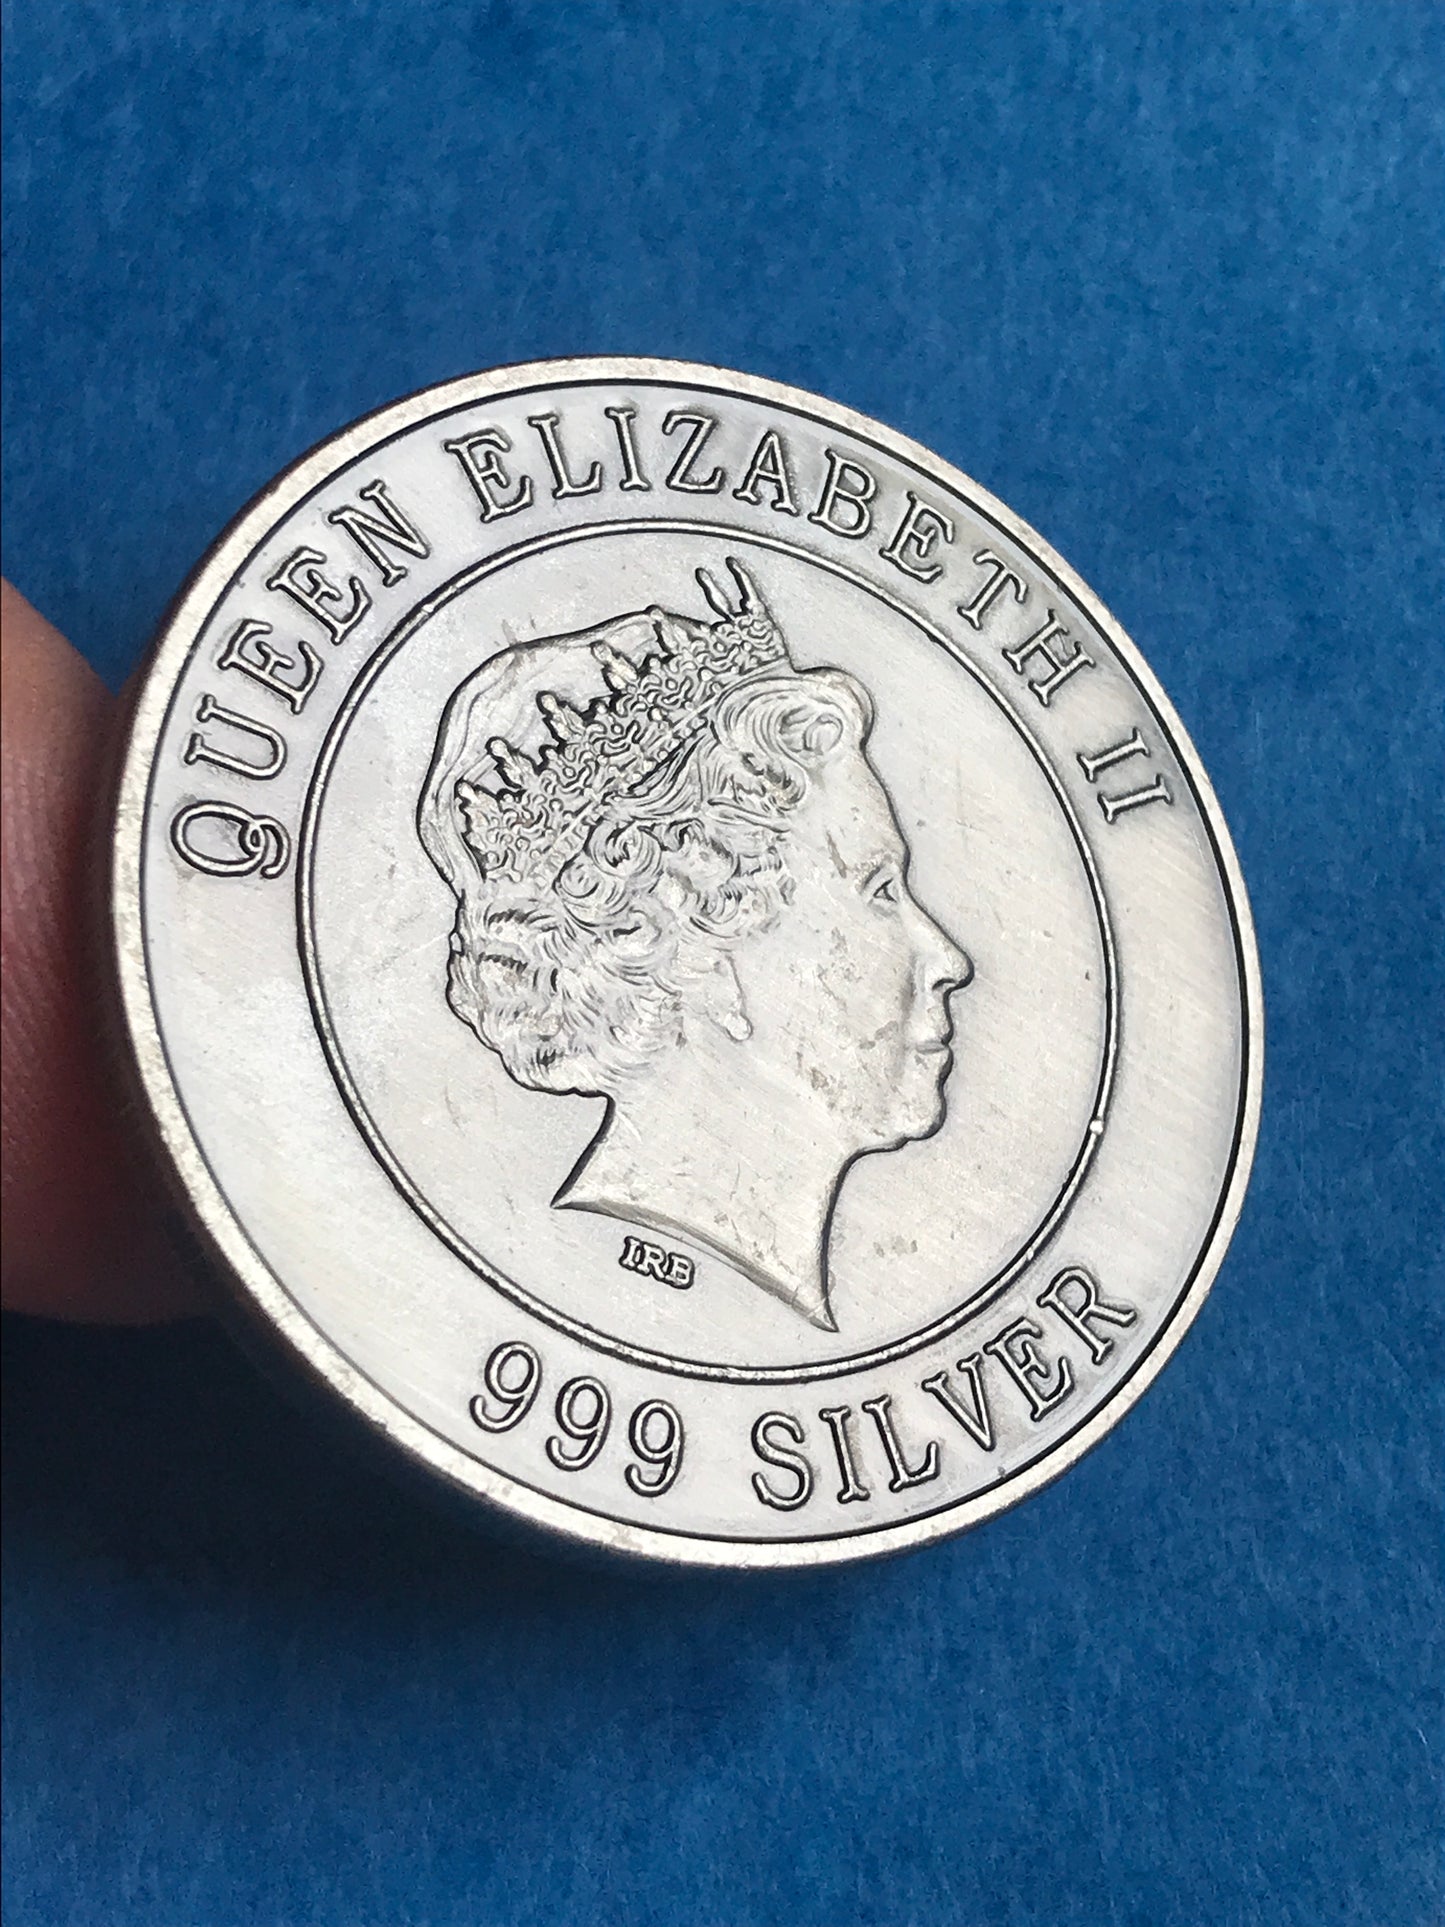 QUEEN ELIZABETH II
IRB
999 SILVER